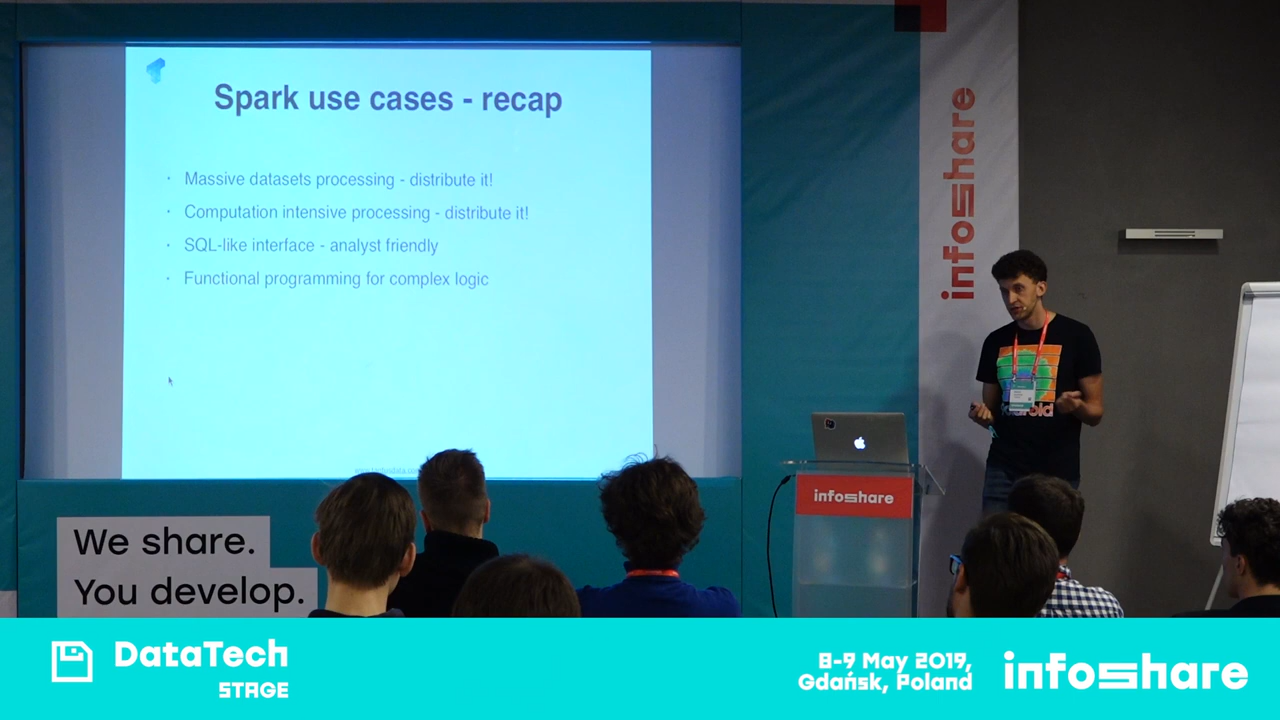 Spark use cases - recap
· Massive datasets processing - distribute it!
· Computation intensive processing - distribute it!
· SQL-like interface - analyst friendly
· Functional programming for complex logic
infoshare
infoshare
We share.
You develop.
DataTech
STAGE
8-9 May 2019,
Gdańsk, Poland
infoshare